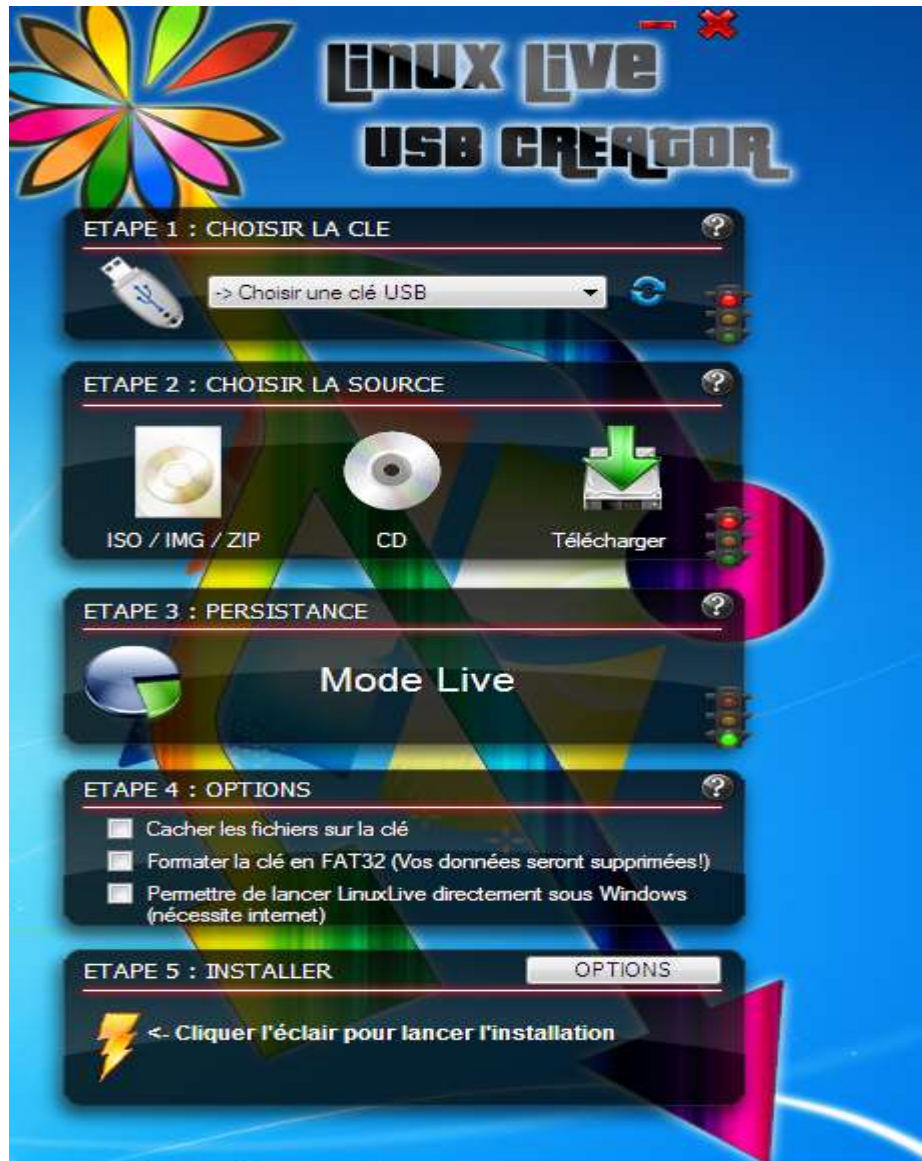 LiNUX LiVE
USB CREATOR
ETAPE 1 : CHOISIR LA CLE
-> Choisir une clé USB
ETAPE 2 : CHOISIR LA SOURCE
ISO / IMG / ZIP
CD
Télécharger
ETAPE 3 : PERSISTANCE
Mode Live
ETAPE 4 : OPTIONS
Cacher les fichiers sur la clé
Formater la clé en FAT32 (Vos données seront supprimées!)
Permettre de lancer LinuxLive directement sous Windows
(nécessite internet)
ETAPE 5 : INSTALLER
OPTIONS
<- Cliquer l'éclair pour lancer l'installation